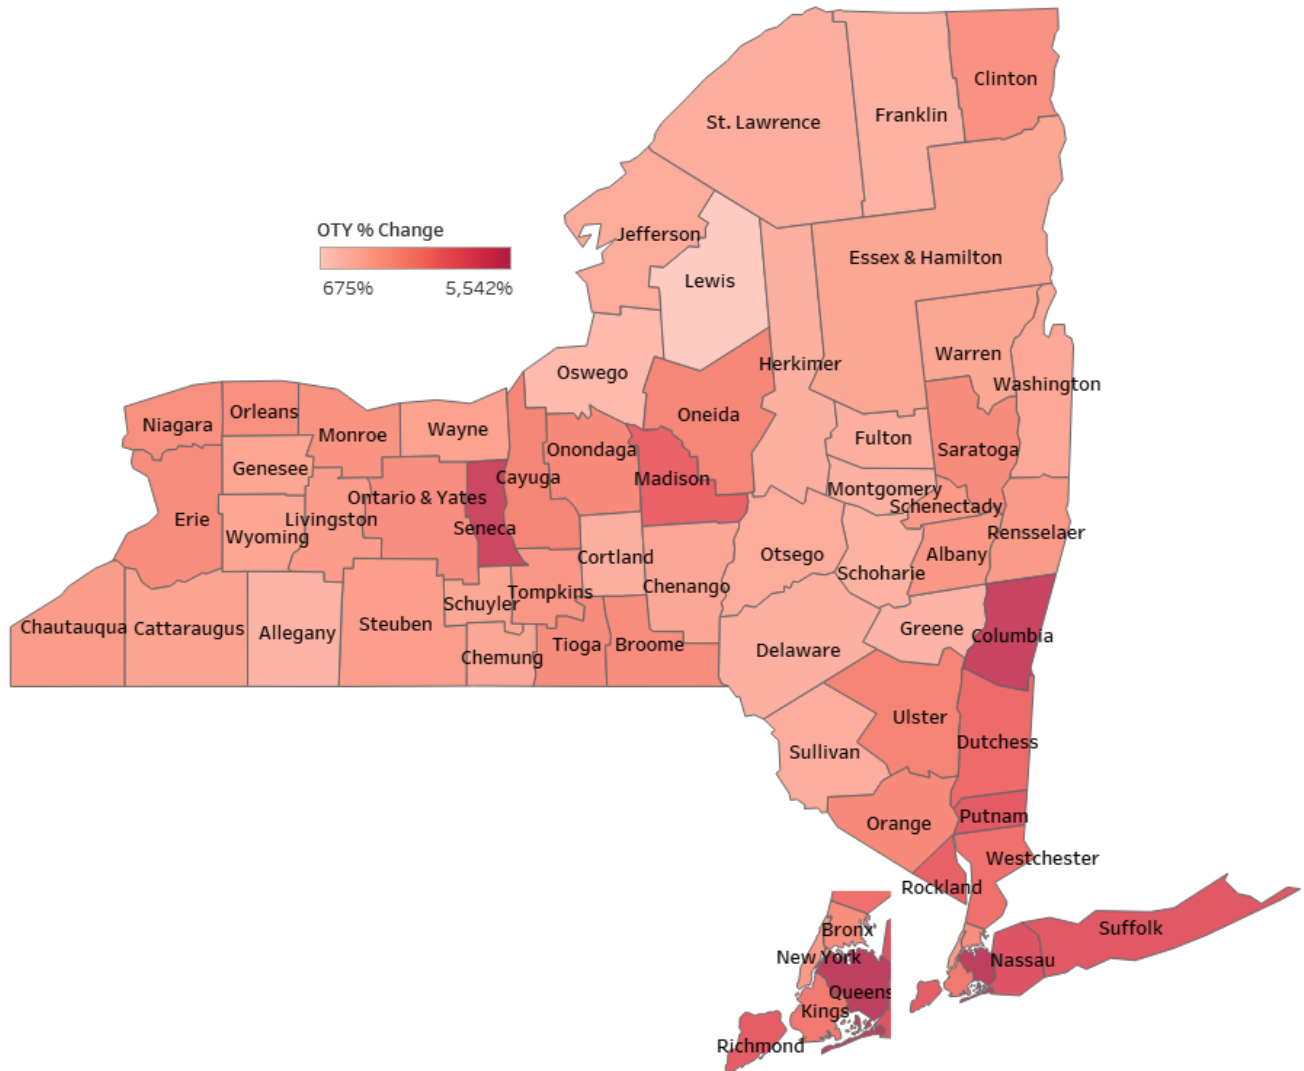 Clinton
Franklin
St. Lawrence
OTY % Change
675% 5,542%
Jefferson
Essex & Hamilton
Lewis
Warren
Herkimer
Oswego
Washington
Orleans
Oneida
Niagara
Monroe
Wayne
Fulton
Onondaga
Saratoga
Genesee
Cayuga
Madison
Montgomery
Ontario & Yates
Schenectady
Erie
Livingston
Seneca
Rensselaer
Wyoming
Cortland
Otsego
Albany
Schoharie
Chenango
Tompkins
Schuyler
Chautauqua
Cattaraugus
Allegany
Steuben
Greene
Columbia
Tioga
Broome
Delaware
Chemung
Ulster
Dutchess
Sullivan
Putnam
Orange
Westchester
Rockland
Bronx
Suffolk
New York
Nassau
Queens
Kings
Richmond